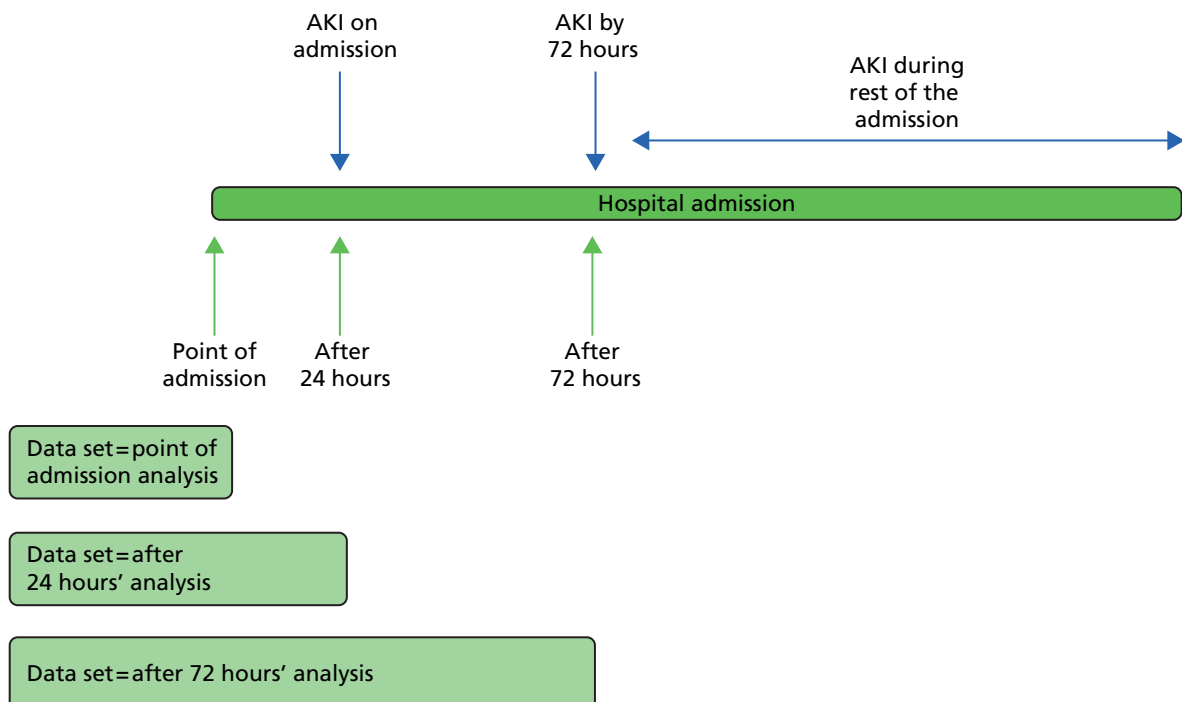 AKI on
admission
AKI by
72 hours
AKI during
rest of the
admission
Hospital admission
Point of
admission
After
24 hours
After
72 hours
Data set=point of
admission analysis
Data set=after
24 hours’ analysis
Data set=after 72 hours’ analysis